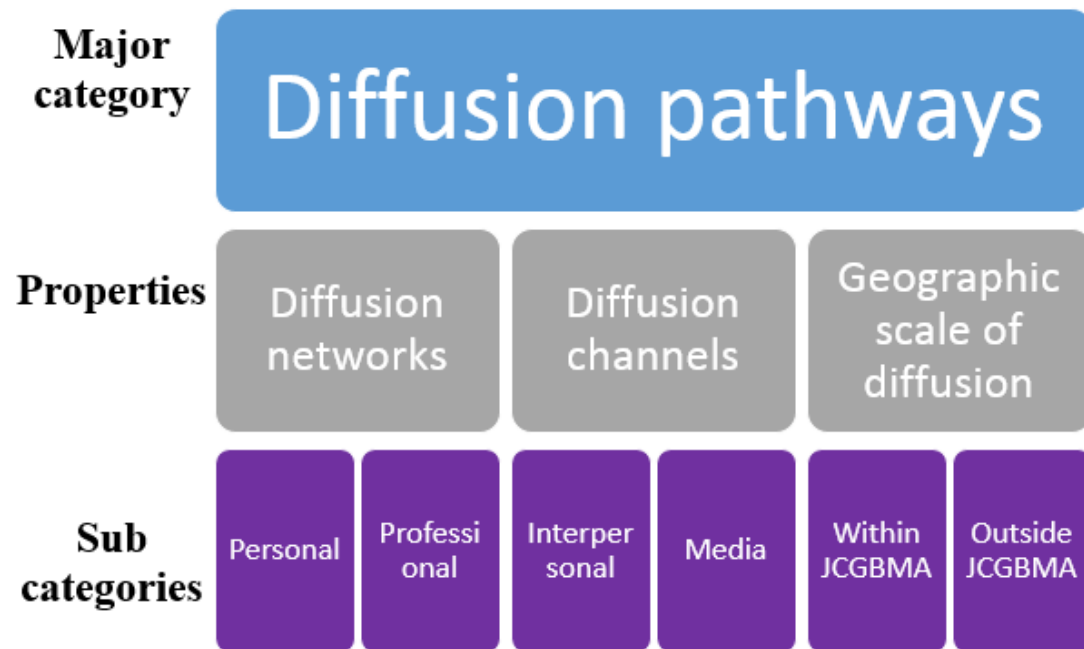 Major
category
Diffusion pathways
Properties
Diffusion
networks
Diffusion
channels
Geographic
scale of
diffusion
Sub
categories
Personal
Professi
onal
Interper
sonal
Media
Within
JCGBMA
Outside
JCGBMA